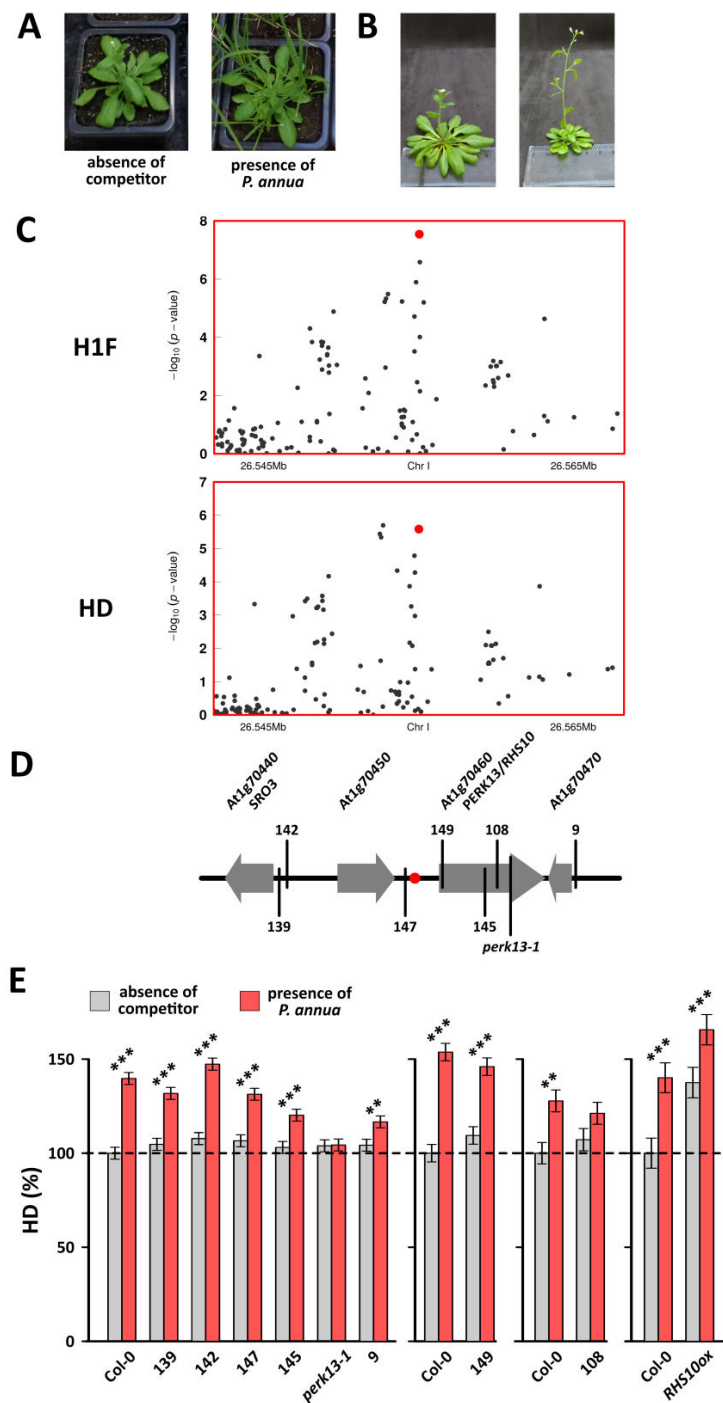 A
B
absence of
competitor
presence of
P. annua
C
H1F
8
6
4
2
0
−log10 (p − value)
26.545Mb
Chr I
26.565Mb
HD
7
6
5
4
3
2
1
0
−log10 (p − value)
26.545Mb
Chr I
26.565Mb
D
At1g70440
SRO3
At1g70450
At1g70460
PERK13/RHS10
At1g70470
142
149
108
9
139
147
145
perk13-1
E
absence of
competitor
presence of
P. annua
***
***
***
***
***
**
***
***
**
***
***
HD (%)
150
100
50
0
Col-0
139
142
147
145
perk13-1
9
Col-0
149
Col-0
108
Col-0
RHS10ox